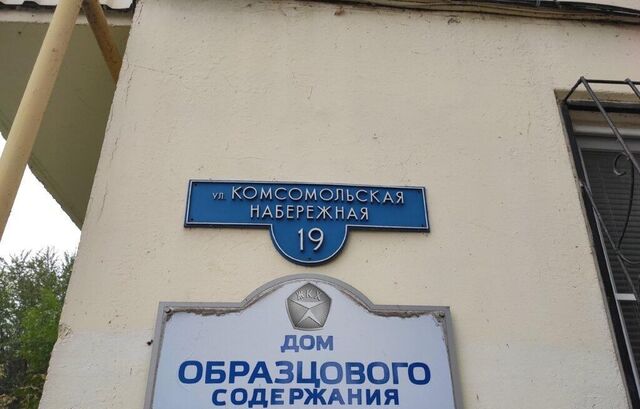 ул. КОМСОМОЛЬСКАЯ
НАБЕРЕЖНАЯ
19
ЖКХ
ДОМ
ОБРАЗЦОВОГО
СОДЕРЖАНИЯ